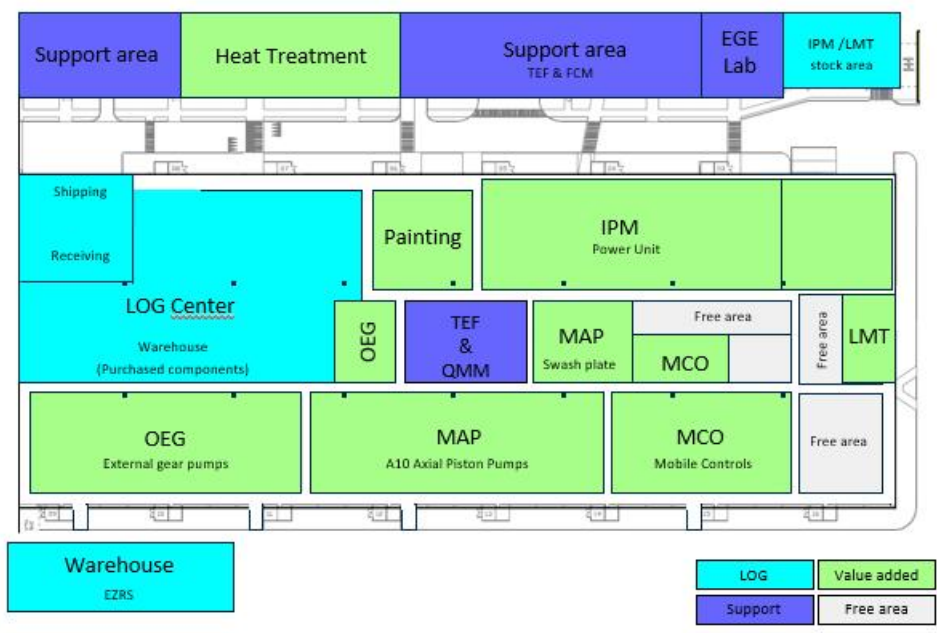 Support area
Heat Treatment
Support area
TEF & FCM
EGE
Lab
IPM /LMT
stock area
Shipping
Receiving
LOG Center
Warehouse
(Purchased components)
Painting
IPM
Power Unit
OEG
TEF
&
QMM
MAP
Swash plate
Free area
MCO
Free area
LMT
OEG
External gear pumps
MAP
A10 Axial Piston Pumps
MCO
Mobile Controls
Free area
Warehouse
EZRS
LOG
Value added
Support
Free area